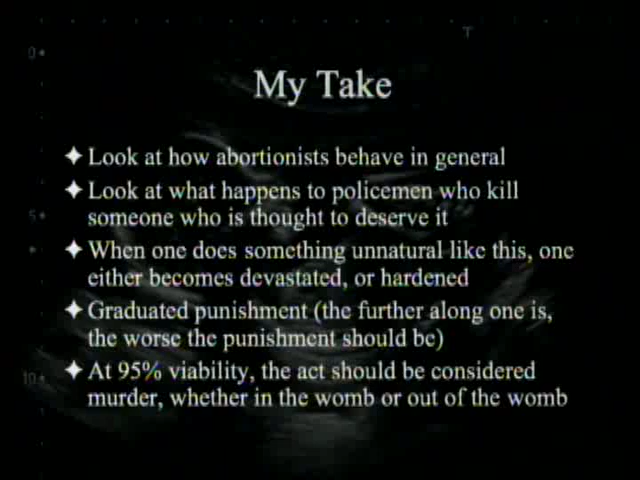 T
0
My Take
✦ Look at how abortionists behave in general
✦ Look at what happens to policemen who kill
someone who is thought to deserve it
5
✦ When one does something unnatural like this, one
either becomes devastated, or hardened
✦ Graduated punishment (the further along one is,
the worse the punishment should be)
10
✦ At 95% viability, the act should be considered
murder, whether in the womb or out of the womb